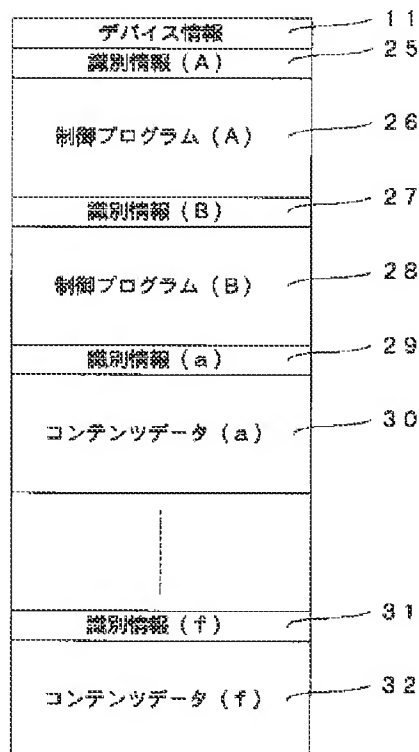 デバイス情報 11
識別情報(A) 25
制御プログラム(A) 26
識別情報(B) 27
制御プログラム(B) 28
識別情報(a) 29
コンテンツデータ(a) 30
識別情報(f) 31
コンテンツデータ(f) 32